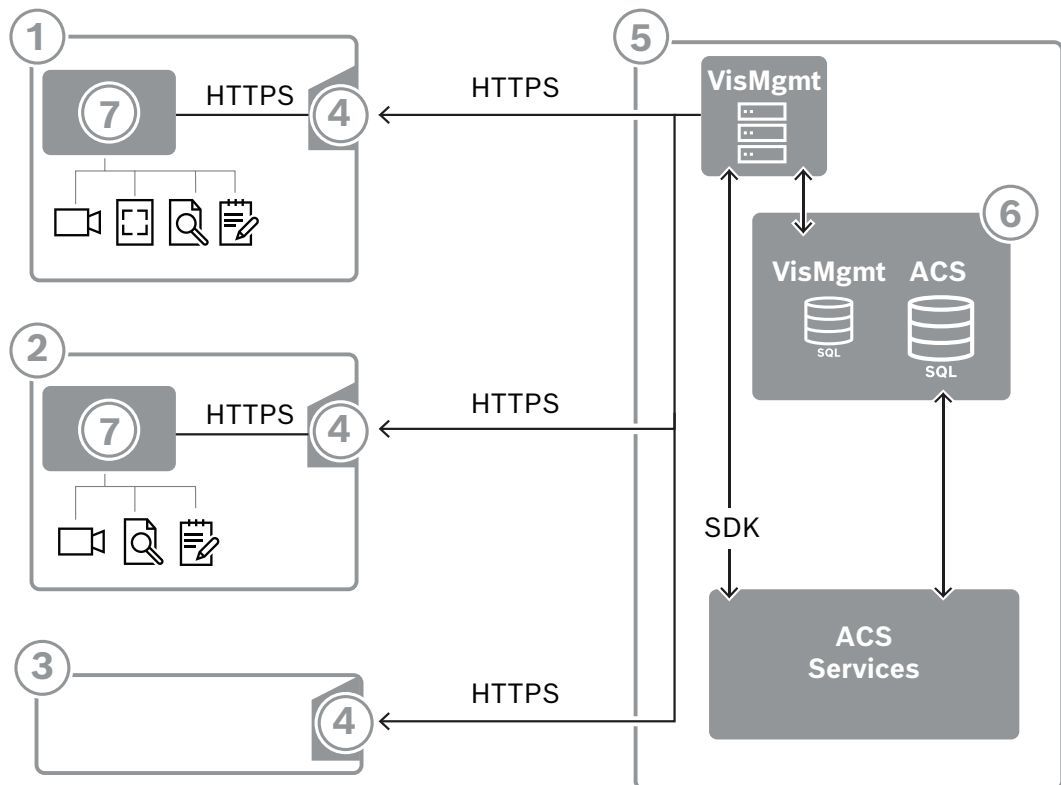 1
7
HTTPS
4
HTTPS
2
7
HTTPS
4
HTTPS
3
4
HTTPS
5
VisMgmt
6
VisMgmt
ACS
SQL
SQL
SDK
ACS
Services